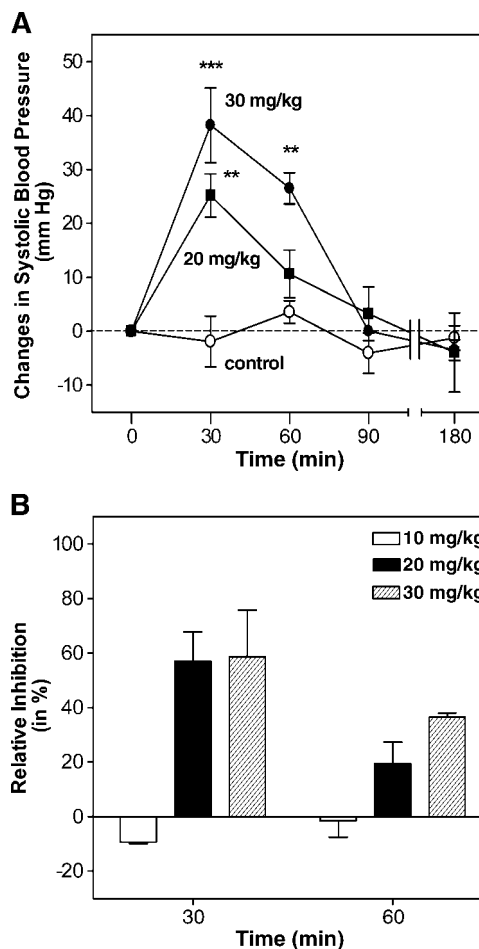 A
Changes in Systolic Blood Pressure
(mm Hg)
50
40
30
20
10
0
-10
***
30 mg/kg
**
**
20 mg/kg
control
0
30
60
90
180
Time (min)
B
Relative Inhibition
(in %)
100
80
60
40
20
0
-20
10 mg/kg
20 mg/kg
30 mg/kg
30
60
Time (min)